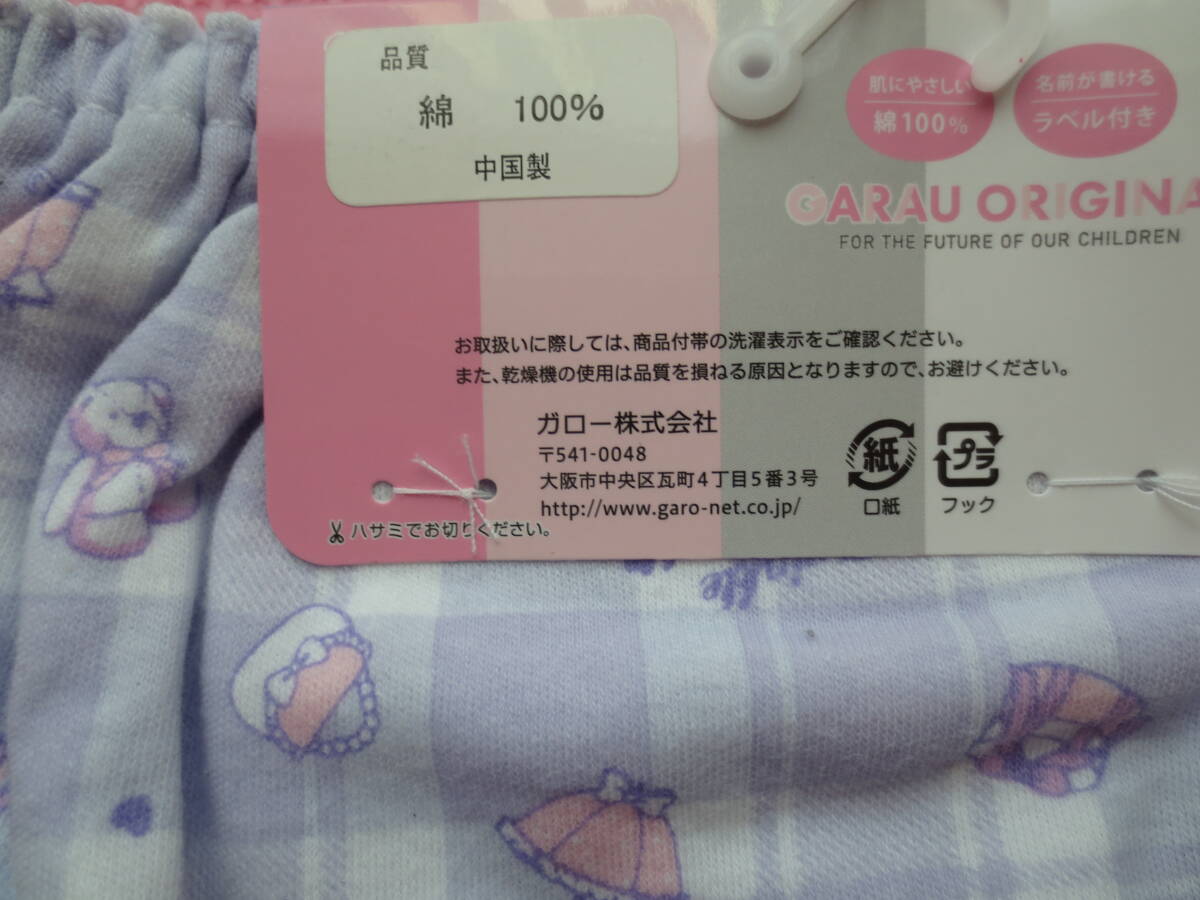 品質
綿 100%
中国製
肌にやさしい
綿100%
名前が書ける
ラベル付き
GARAU ORIGINA
FOR THE FUTURE OF OUR CHILDREN
お取扱いに際しては、商品付帯の洗濯表示をご確認ください。
また、乾燥機の使用は品質を損ねる原因となりますので、お避けください。
ガロー株式会社
〒541-0048
大阪市中央区瓦町4丁目5番3号
http://www.garo-net.co.jp/
紙
口紙
プラ
フック
ハサミでお切りください。